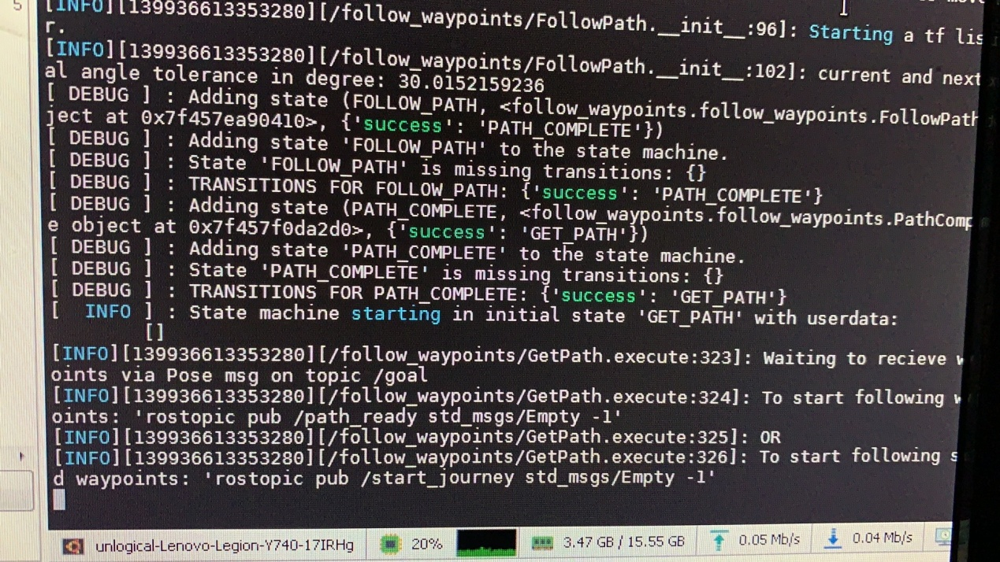 5
[INFO][139936613353280][/follow_waypoints/FollowPath.__init__:96]: Starting a tf lis
r.
[INFO][139936613353280][/follow_waypoints/FollowPath.__init__:102]: current and next
al angle tolerance in degree: 30.0152159236
[ DEBUG ] : Adding state (FOLLOW_PATH, <follow_waypoints.follow_waypoints.FollowPath
ject at 0x7f457ea90410>, {'success': 'PATH_COMPLETE'})
[ DEBUG ] : Adding state 'FOLLOW_PATH' to the state machine.
[ DEBUG ] : State 'FOLLOW_PATH' is missing transitions: {}
[ DEBUG ] : TRANSITIONS FOR FOLLOW_PATH: {'success': 'PATH_COMPLETE'}
[ DEBUG ] : Adding state (PATH_COMPLETE, <follow_waypoints.follow_waypoints.PathComp
e object at 0x7f457f0da2d0>, {'success': 'GET_PATH'})
[ DEBUG ] : Adding state 'PATH_COMPLETE' to the state machine.
[ DEBUG ] : State 'PATH_COMPLETE' is missing transitions: {}
[ DEBUG ] : TRANSITIONS FOR PATH_COMPLETE: {'success': 'GET_PATH'}
[ INFO ] : State machine starting in initial state 'GET_PATH' with userdata:
[]
[INFO][139936613353280][/follow_waypoints/GetPath.execute:323]: Waiting to recieve w
oints via Pose msg on topic /goal
[INFO][139936613353280][/follow_waypoints/GetPath.execute:324]: To start following w
oints: 'rostopic pub /path_ready std_msgs/Empty -1'
[INFO][139936613353280][/follow_waypoints/GetPath.execute:325]: OR
[INFO][139936613353280][/follow_waypoints/GetPath.execute:326]: To start following s
d waypoints: 'rostopic pub /start_journey std_msgs/Empty -1'
unlogical-Lenovo-Legion-Y740-17IRHg 20% 3.47 GB / 15.55 GB 0.05 Mb/s 0.04 Mb/s